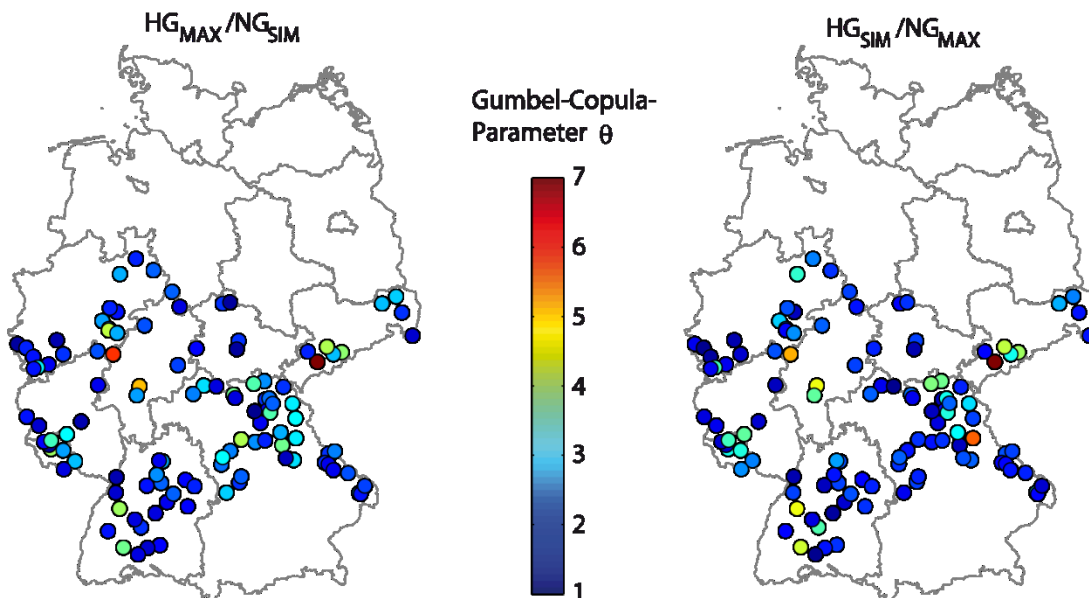 HG_MAX/NG_SIM
HG_SIM/NG_MAX
Gumbel-Copula-
Parameter θ
7
6
5
4
3
2
1